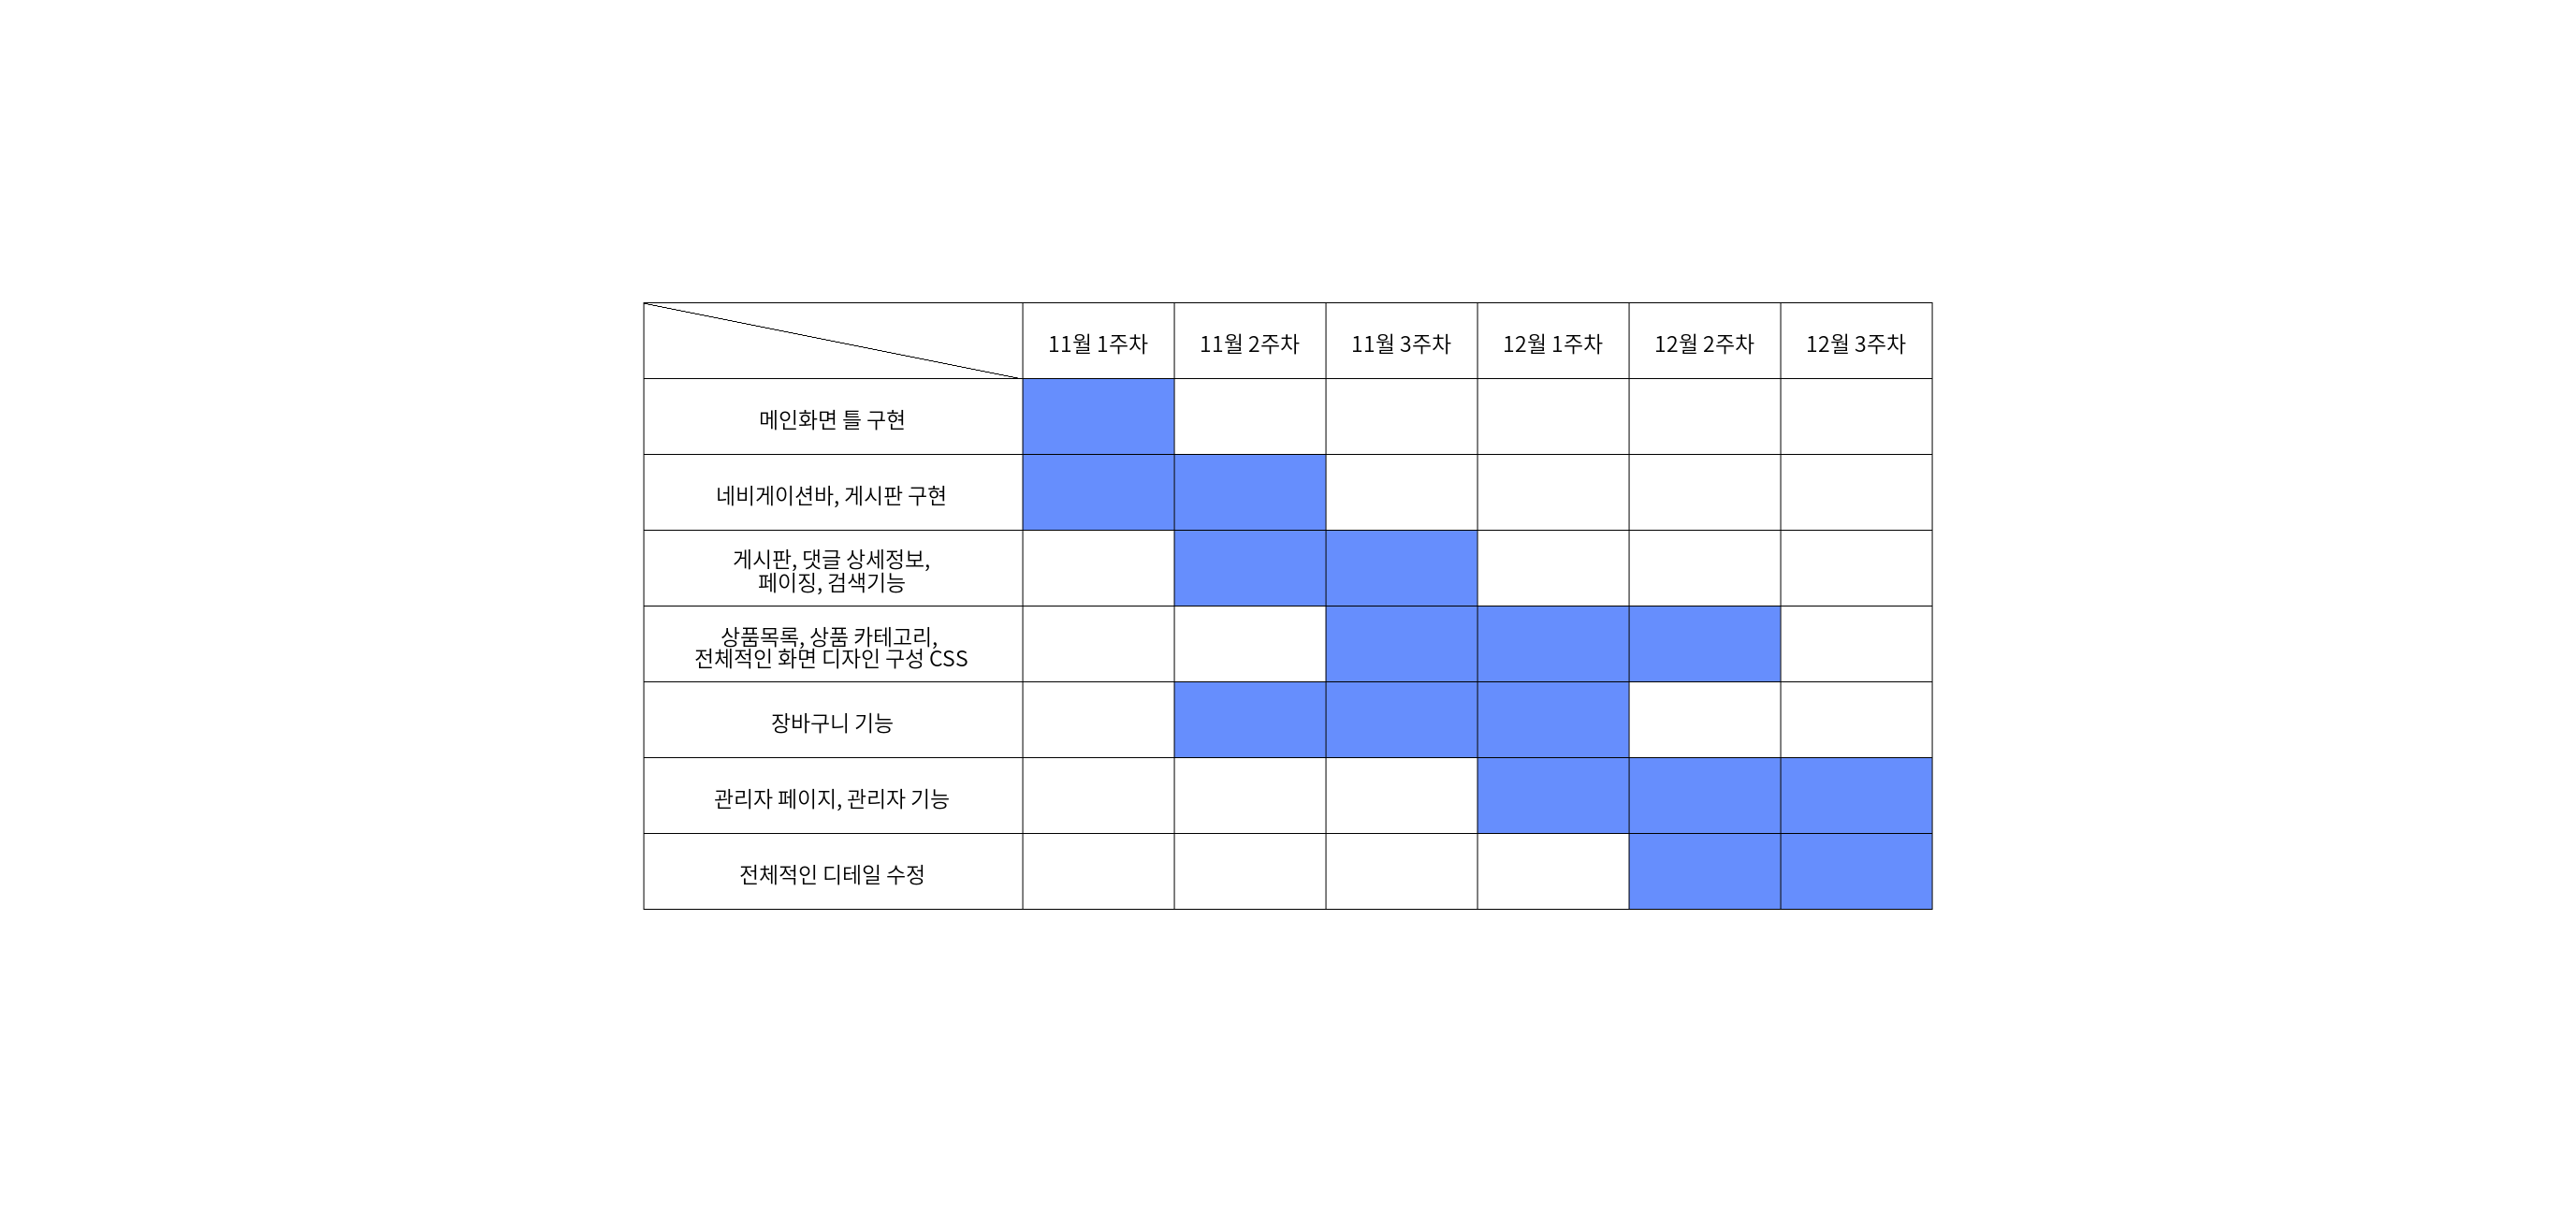 11월 1주차 11월 2주차 11월 3주차 12월 1주차 12월 2주차 12월 3주차
메인화면 틀 구현
네비게이션바, 게시판 구현
게시판, 댓글 상세정보,
페이징, 검색기능
상품목록, 상품 카테고리,
전체적인 화면 디자인 구성 CSS
장바구니 기능
관리자 페이지, 관리자 기능
전체적인 디테일 수정